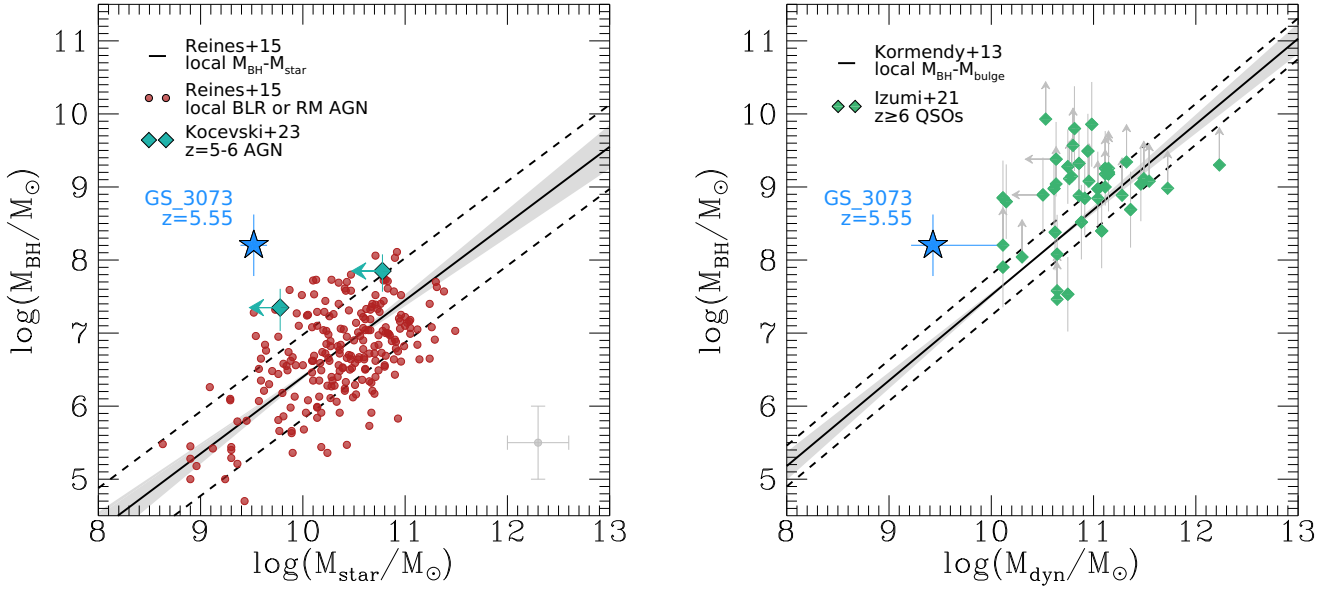 Reines+15
local M_BH-M_star
Reines+15
local BLR or RM AGN
Kocevski+23
z=5-6 AGN
GS_3073
z=5.55
11
10
9
8
7
6
5
log(M_BH/M_⊙)
8 9 10 11 12 13
log(M_star/M_⊙)
Kormendy+13
local M_BH-M_bulge
Izumi+21
z≥6 QSOs
GS_3073
z=5.55
11
10
9
8
7
6
5
log(M_BH/M_⊙)
8 9 10 11 12 13
log(M_dyn/M_⊙)